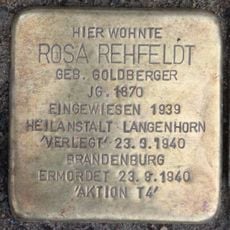 HIER WOHNTE
ROSA REHFELDT
GEB. GOLDBERGER
JG. 1870
EINGEWIESEN 1939
HEILANSTALT LANGENHORN
'VERLEGT' 23.9.1940
BRANDENBURG
ERMORDET 23.9.1940
'AKTION T4'